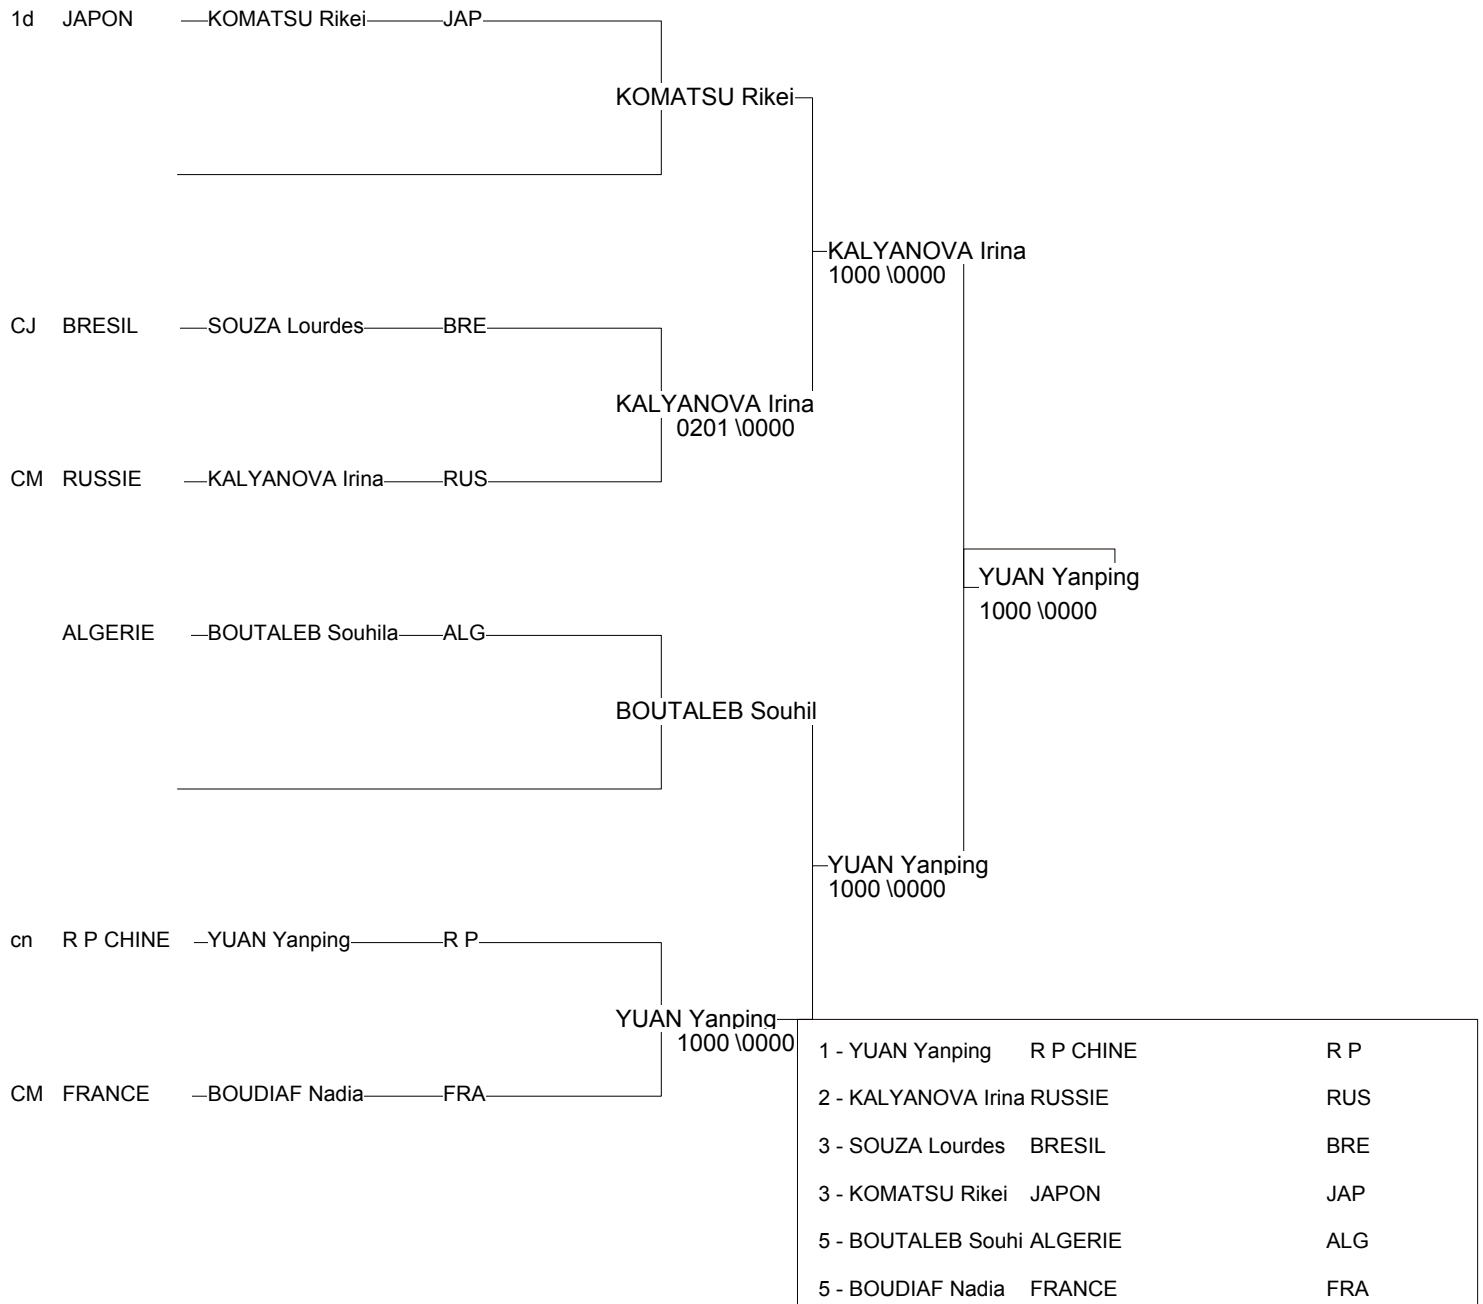 1d JAPON KOMATSU Rikei JAP
KOMATSU Rikei
KALYANOVA Irina
1000 \0000
CJ BRESIL SOUZA Lourdes BRE
KALYANOVA Irina
0201 \0000
CM RUSSIE KALYANOVA Irina RUS
YUAN Yanping
1000 \0000
ALGERIE BOUTALEB Souhila ALG
BOUTALEB Souhil
YUAN Yanping
1000 \0000
cn R P CHINE YUAN Yanping R P
YUAN Yanping
1000 \0000
CM FRANCE BOUDIAF Nadia FRA
1 - YUAN Yanping R P CHINE R P
2 - KALYANOVA Irina RUSSIE RUS
3 - SOUZA Lourdes BRESIL BRE
3 - KOMATSU Rikei JAPON JAP
5 - BOUTALEB Souhi ALGERIE ALG
5 - BOUDIAF Nadia FRANCE FRA